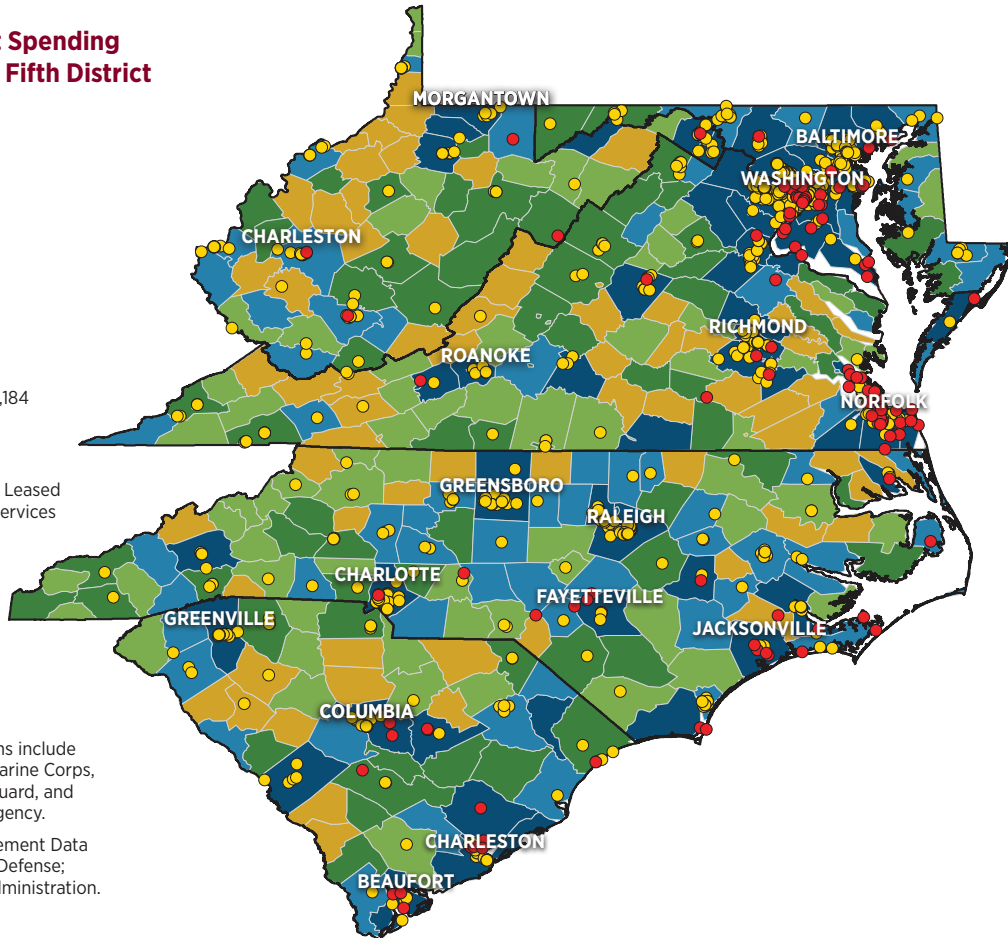 : Spending
Fifth District
,184
Leased
ervices
ns include
arine Corps,
uard, and
gency.
ement Data
Defense;
dministration.
MORGANTOWN
BALTIMORE
WASHINGTON
CHARLESTON
RICHMOND
ROANOKE
NORFOLK
GREENSBORO
RALEIGH
CHARLOTTE
FAYETTEVILLE
GREENVILLE
JACKSONVILLE
COLUMBIA
CHARLESTON
BEAUFORT